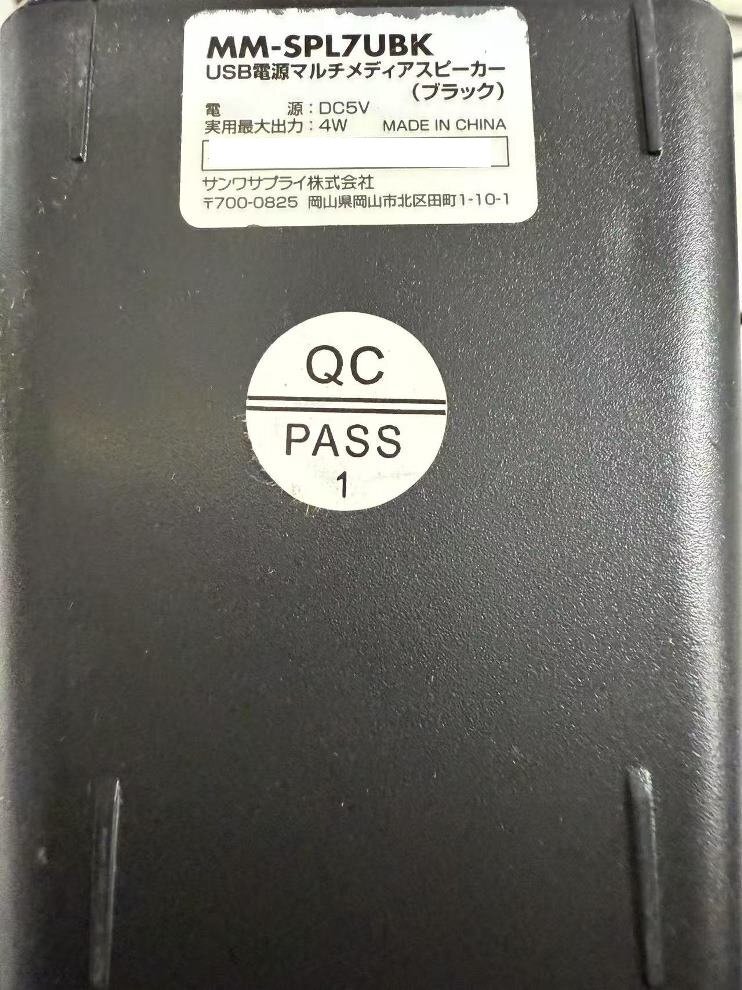 MM-SPL7UBK
USB電源マルチメディアスピーカー
(ブラック)
電 源：DC5V
実用最大出力：4W MADE IN CHINA
サンワサプライ株式会社
〒700-0825 岡山県岡山市北区田町1-10-1
QC
PASS
1